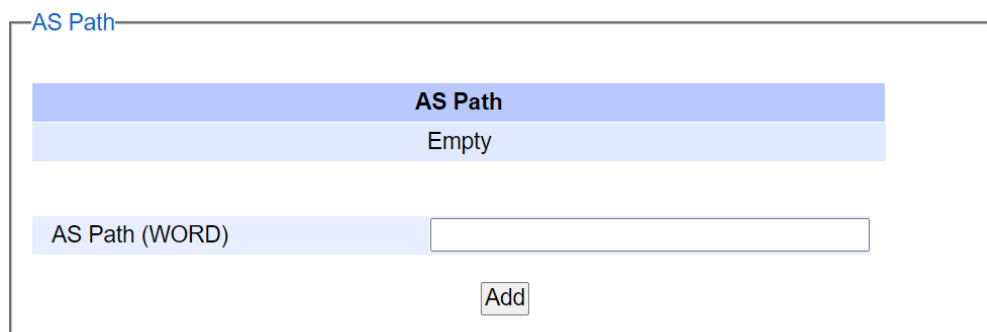 AS Path
AS Path
Empty
AS Path (WORD)
Add